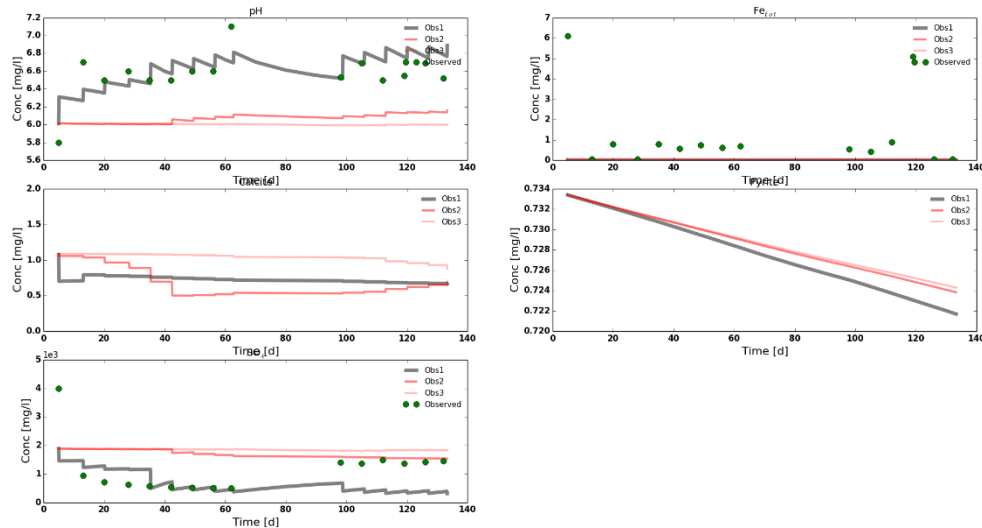 pH
Fe_tot
7.2
7.0
6.8
6.6
6.4
6.2
6.0
5.8
5.6
Conc [mg/l]
Obs1
Obs2
Obs3
Observed
0 20 40 60 80 100 120 140
Time [d]
7
6
5
4
3
2
1
0
Conc [mg/l]
Obs1
Obs2
Obs3
Observed
0 20 40 60 80 100 120 140
Time [d]
Calcite
Pyrite
2.0
1.5
1.0
0.5
0.0
Conc [mg/l]
Obs1
Obs2
Obs3
0 20 40 60 80 100 120 140
Time [d]
0.734
0.732
0.730
0.728
0.726
0.724
0.722
0.720
Conc [mg/l]
Obs1
Obs2
Obs3
0 20 40 60 80 100 120 140
Time [d]
1e3
5
4
3
2
1
0
Conc [mg/l]
Obs1
Obs2
Obs3
Observed
0 20 40 60 80 100 120 140
Time [d]